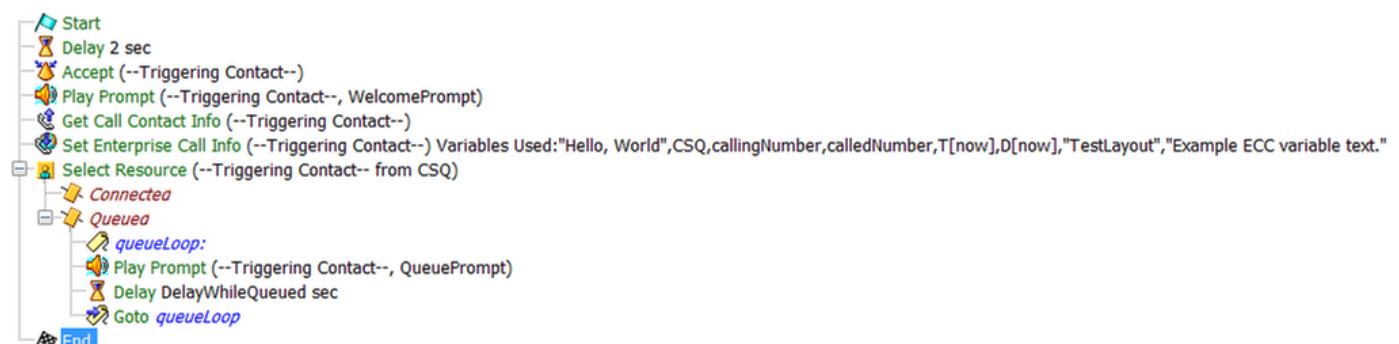 Start
Delay 2 sec
Accept (--Triggering Contact--)
Play Prompt (--Triggering Contact--, WelcomePrompt)
Get Call Contact Info (--Triggering Contact--)
Set Enterprise Call Info (--Triggering Contact--) Variables Used:"Hello, World",CSQ,callingNumber,calledNumber,T[now],D[now],"TestLayout","Example ECC variable text."
Select Resource (--Triggering Contact-- from CSQ)
Connected
Queued
queueLoop:
Play Prompt (--Triggering Contact--, QueuePrompt)
Delay DelayWhileQueued sec
Goto queueLoop
End